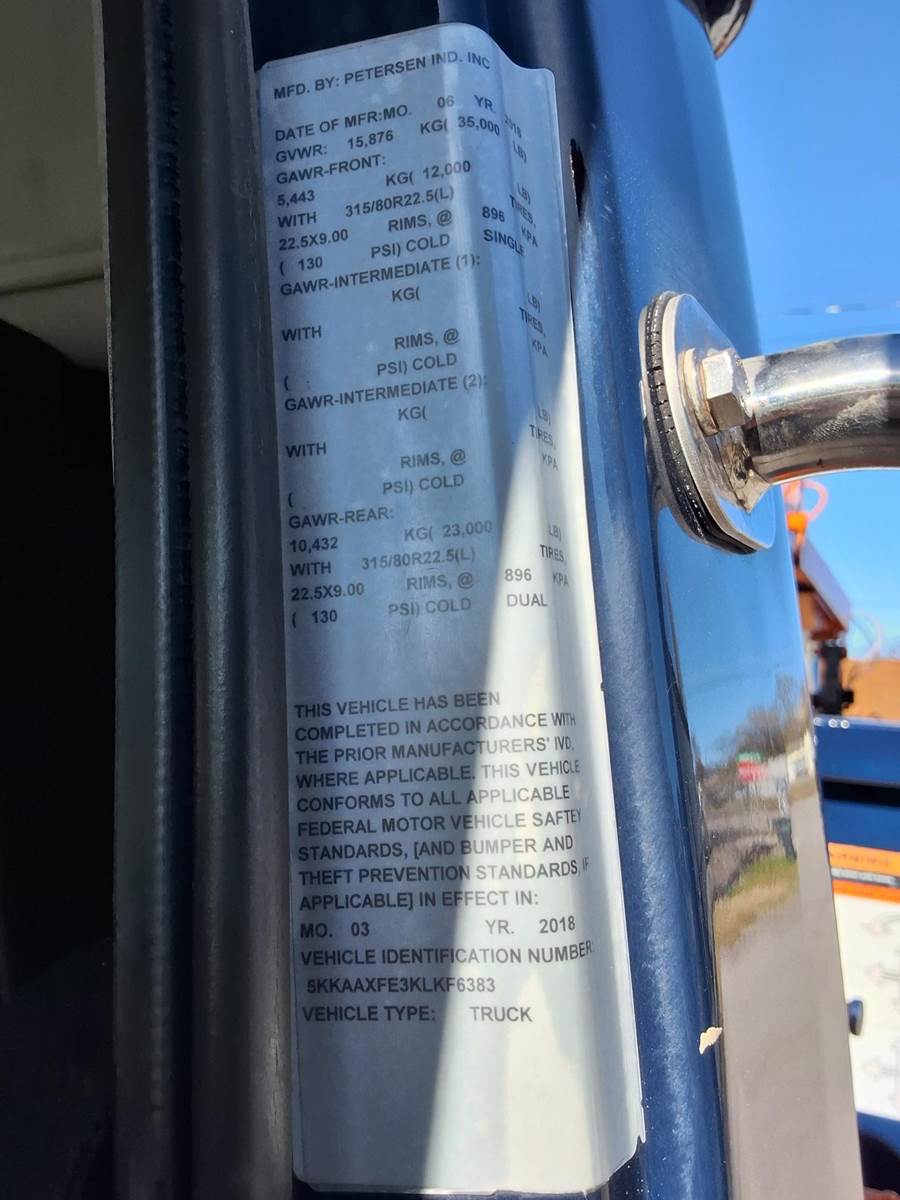 MFD. BY: PETERSEN IND. INC
DATE OF MFR:MO. 06 YR. 2018
GVWR: 15,876 KG( 35,000 LB)
GAWR-FRONT:
5,443 KG( 12,000 LB)
WITH 315/80R22.5(L) TIRES,
22.5X9.00 RIMS, @ 896 KPA
( 130 PSI) COLD SINGLE
GAWR-INTERMEDIATE (1):
KG( LB)
WITH TIRES,
RIMS, @ KPA
( PSI) COLD
GAWR-INTERMEDIATE (2):
KG( LB)
WITH TIRES,
RIMS, @ KPA
( PSI) COLD
GAWR-REAR:
10,432 KG( 23,000 LB)
WITH 315/80R22.5(L) TIRES,
22.5X9.00 RIMS, @ 896 KPA
( 130 PSI) COLD DUAL
THIS VEHICLE HAS BEEN
COMPLETED IN ACCORDANCE WITH
THE PRIOR MANUFACTURERS' IVD,
WHERE APPLICABLE. THIS VEHICLE
CONFORMS TO ALL APPLICABLE
FEDERAL MOTOR VEHICLE SAFTEY
STANDARDS, [AND BUMPER AND
THEFT PREVENTION STANDARDS, IF
APPLICABLE] IN EFFECT IN:
MO. 03 YR. 2018
VEHICLE IDENTIFICATION NUMBER:
5KKAAXFE3KLKF6383
VEHICLE TYPE: TRUCK